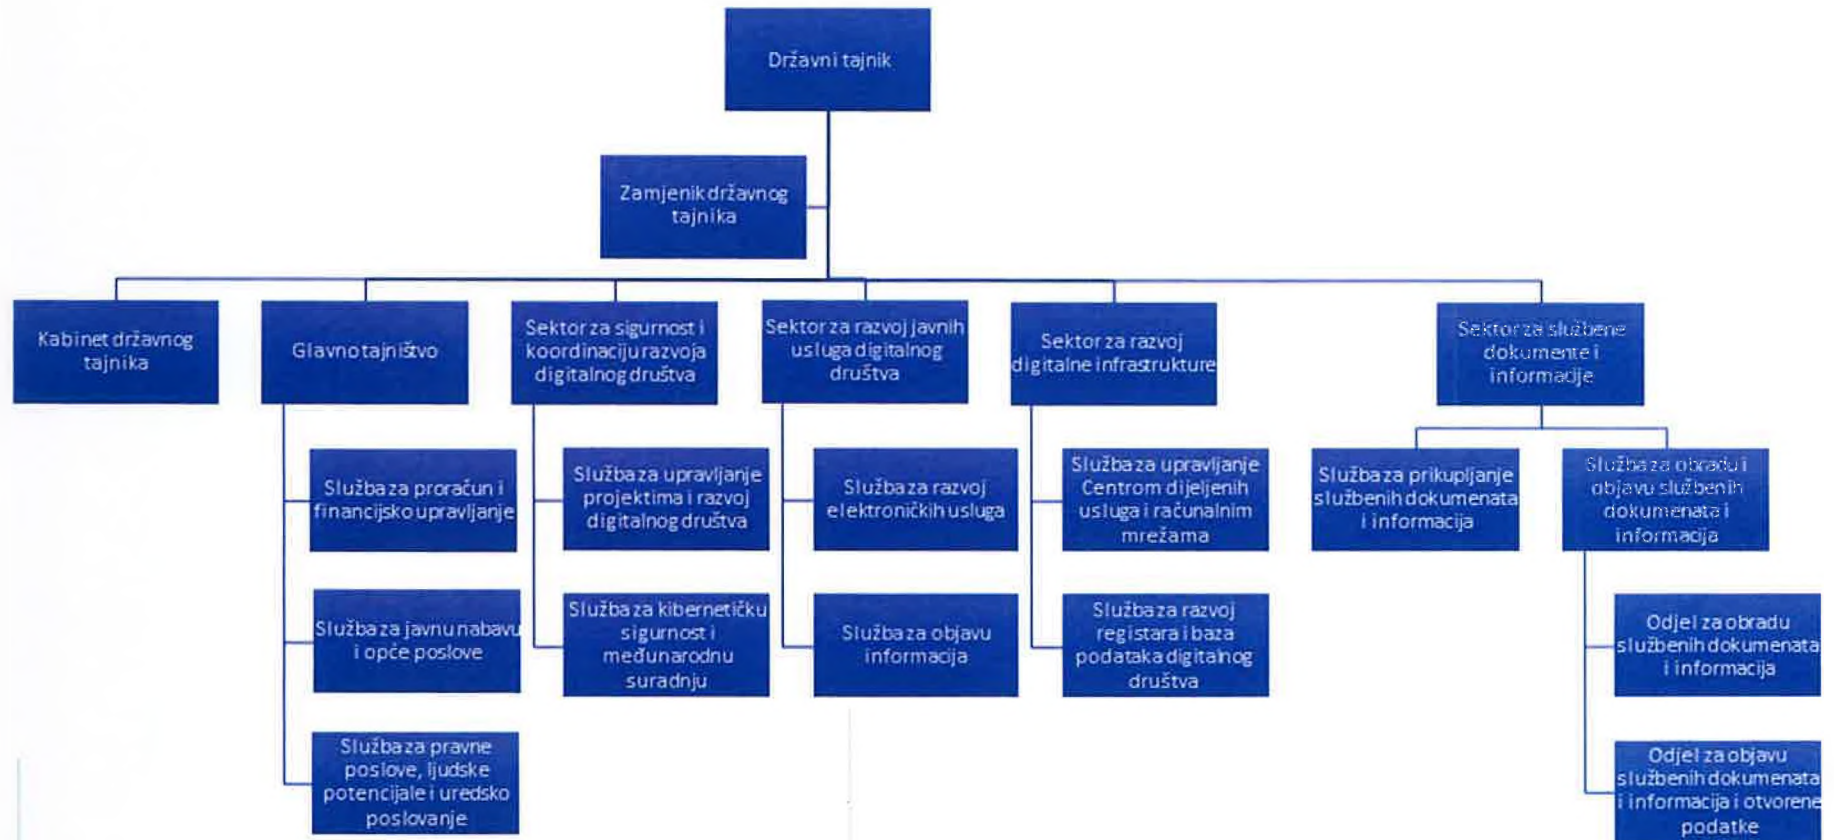 Državni tajnik
Zamjenik državnog
tajnika
Kabinet državnog
tajnika
Glavno tajništvo
Sektor za sigurnost i
koordinaciju razvoja
digitalnog društva
Sektor za razvoj javnih
usluga digitalnog
društva
Sektor za razvoj
digitalne infrastrukture
Sektor za službene
dokumente i
informacije
Služba za proračun i
financijsko upravljanje
Služba za javnu nabavu
i opće poslove
Služba za pravne
poslove, ljudske
potencijale i uredsko
poslovanje
Služba za upravljanje
projektima i razvoj
digitalnog društva
Služba za kibernetičku
sigurnost i
međunarodnu
suradnju
Služba za razvoj
elektroničkih usluga
Služba za objavu
informacija
Služba za upravljanje
Centrom dijeljenih
usluga i računalnim
mrežama
Služba za razvoj
registara i baza
podataka digitalnog
društva
Služba za prikupljanje
službenih dokumenata
i informacija
Služba za obradu i
objavu službenih
dokumenata i
informacija
Odjel za obradu
službenih dokumenata
i informacija
Odjel za objavu
službenih dokumenata
i informacija i otvorene
podatke